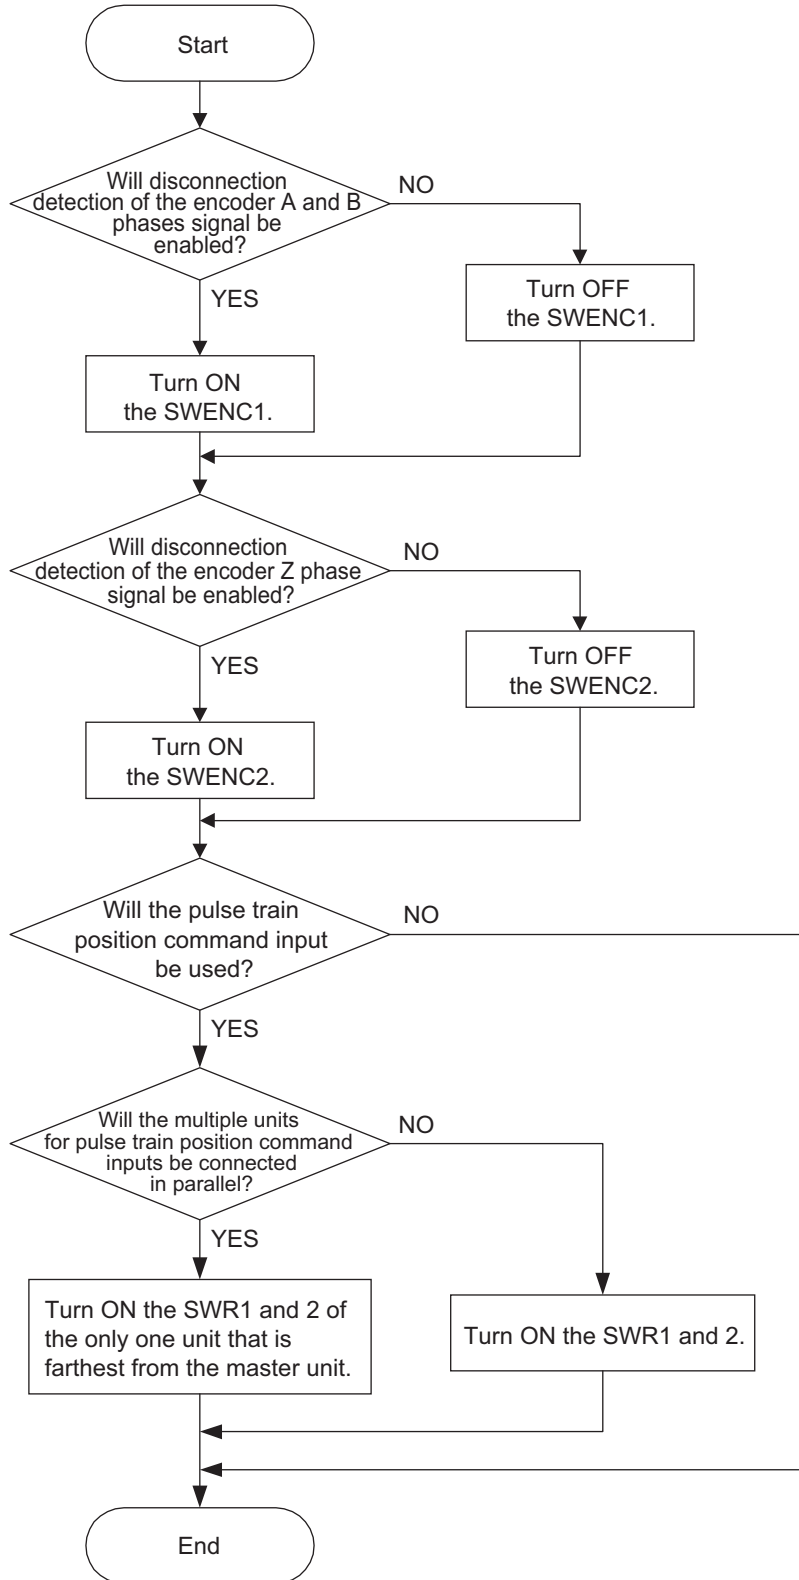 Start
Will disconnection
detection of the encoder A and B
phases signal be
enabled?
NO
YES
Turn OFF
the SWENC1.
Turn ON
the SWENC1.
Will disconnection
detection of the encoder Z phase
signal be enabled?
NO
YES
Turn OFF
the SWENC2.
Turn ON
the SWENC2.
Will the pulse train
position command input
be used?
NO
YES
Will the multiple units
for pulse train position command
inputs be connected
in parallel?
NO
YES
Turn ON the SWR1 and 2 of
the only one unit that is
farthest from the master unit.
Turn ON the SWR1 and 2.
End